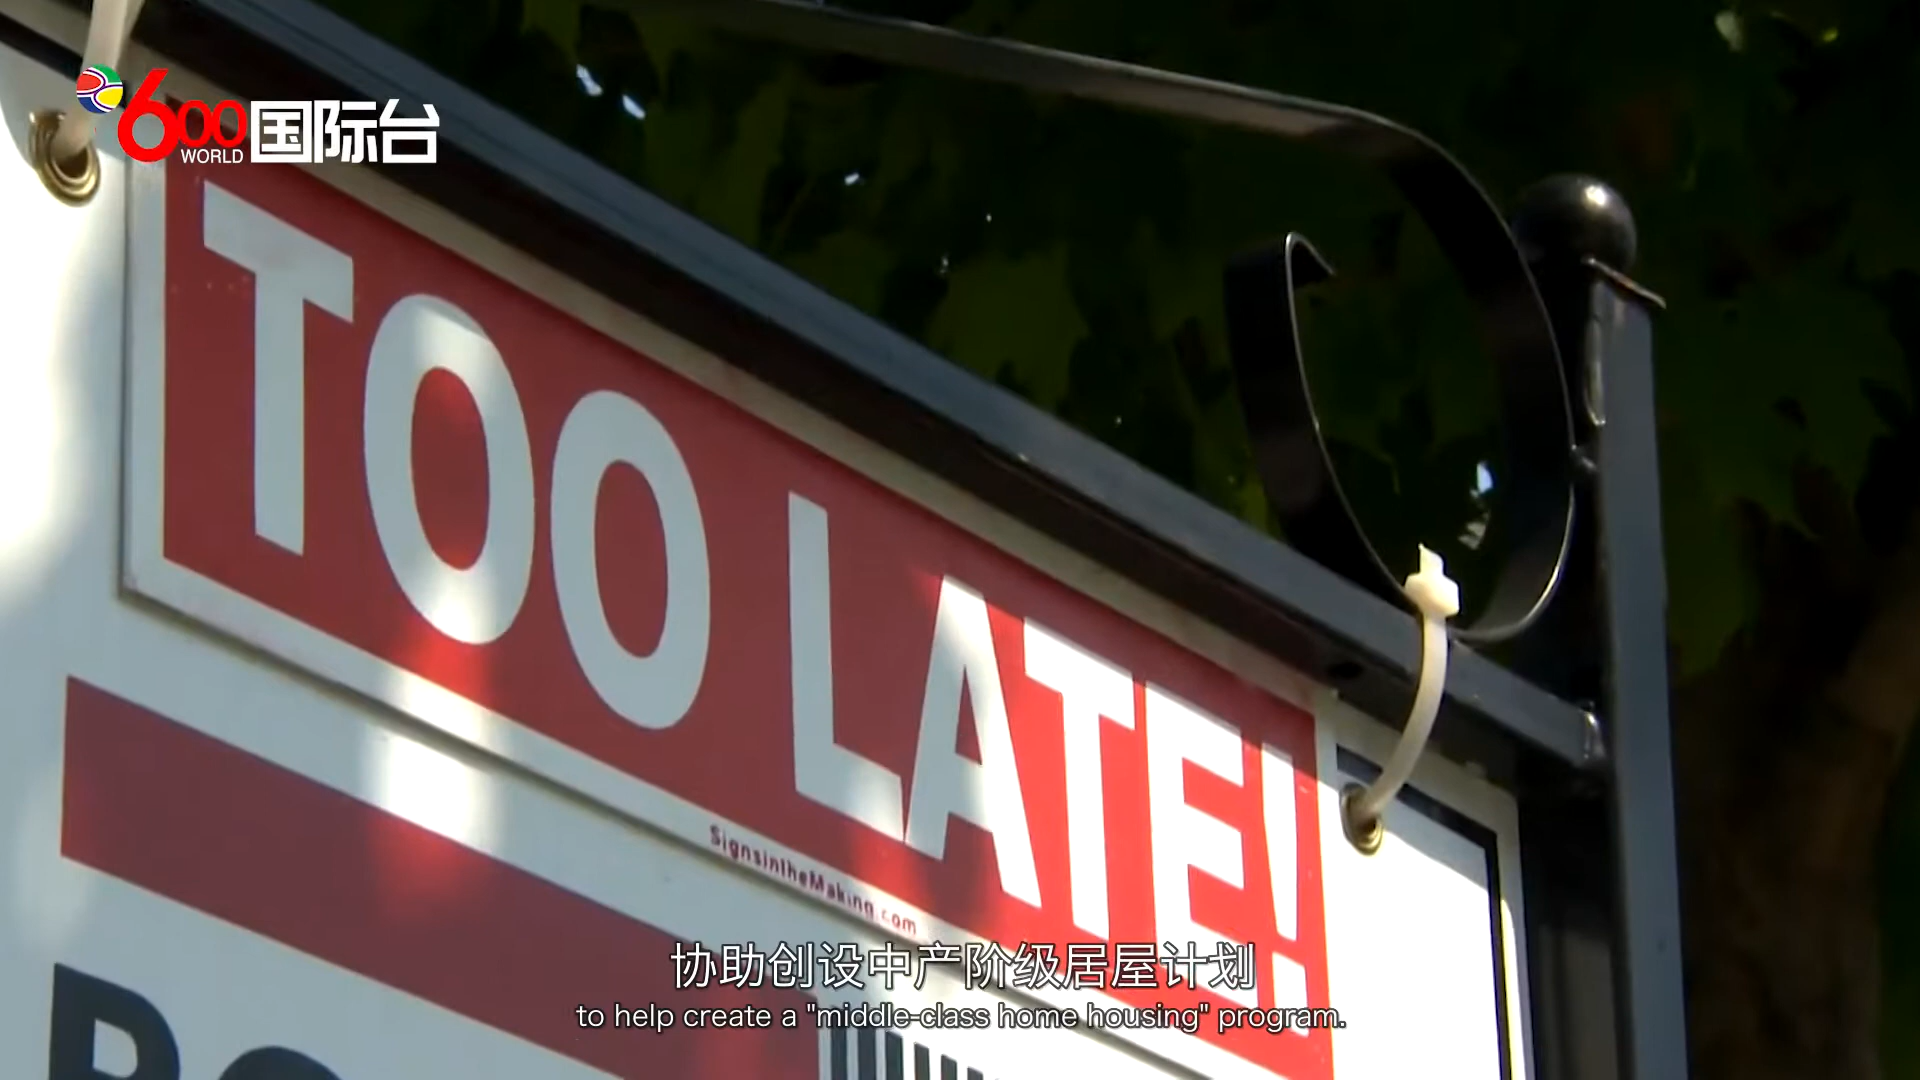 600
WORLD
国际台
TOO LATE!
SignsintheMaking.com
协助创设中产阶级居屋计划
to help create a "middle-class home housing" program.